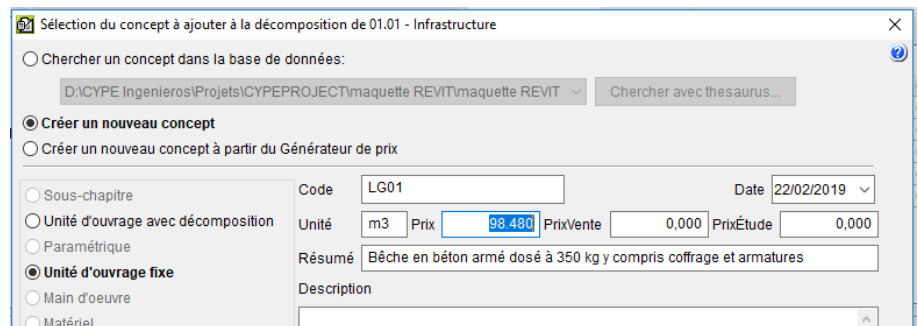 Sélection du concept à ajouter à la décomposition de 01.01 - Infrastructure
Chercher un concept dans la base de données:
D:\CYPE Ingenieros\Projets\CYPEPROJECT\maquette REVIT\maquette REVIT
Chercher avec thesaurus...
Créer un nouveau concept
Créer un nouveau concept à partir du Générateur de prix
Sous-chapitre
Unité d'ouvrage avec décomposition
Paramétrique
Unité d'ouvrage fixe
Main d'oeuvre
Matériel
Code LG01 Date 22/02/2019
Unité m3 Prix 98.480 PrixVente 0,000 PrixÉtude 0,000
Résumé Bêche en béton armé dosé à 350 kg y compris coffrage et armatures
Description